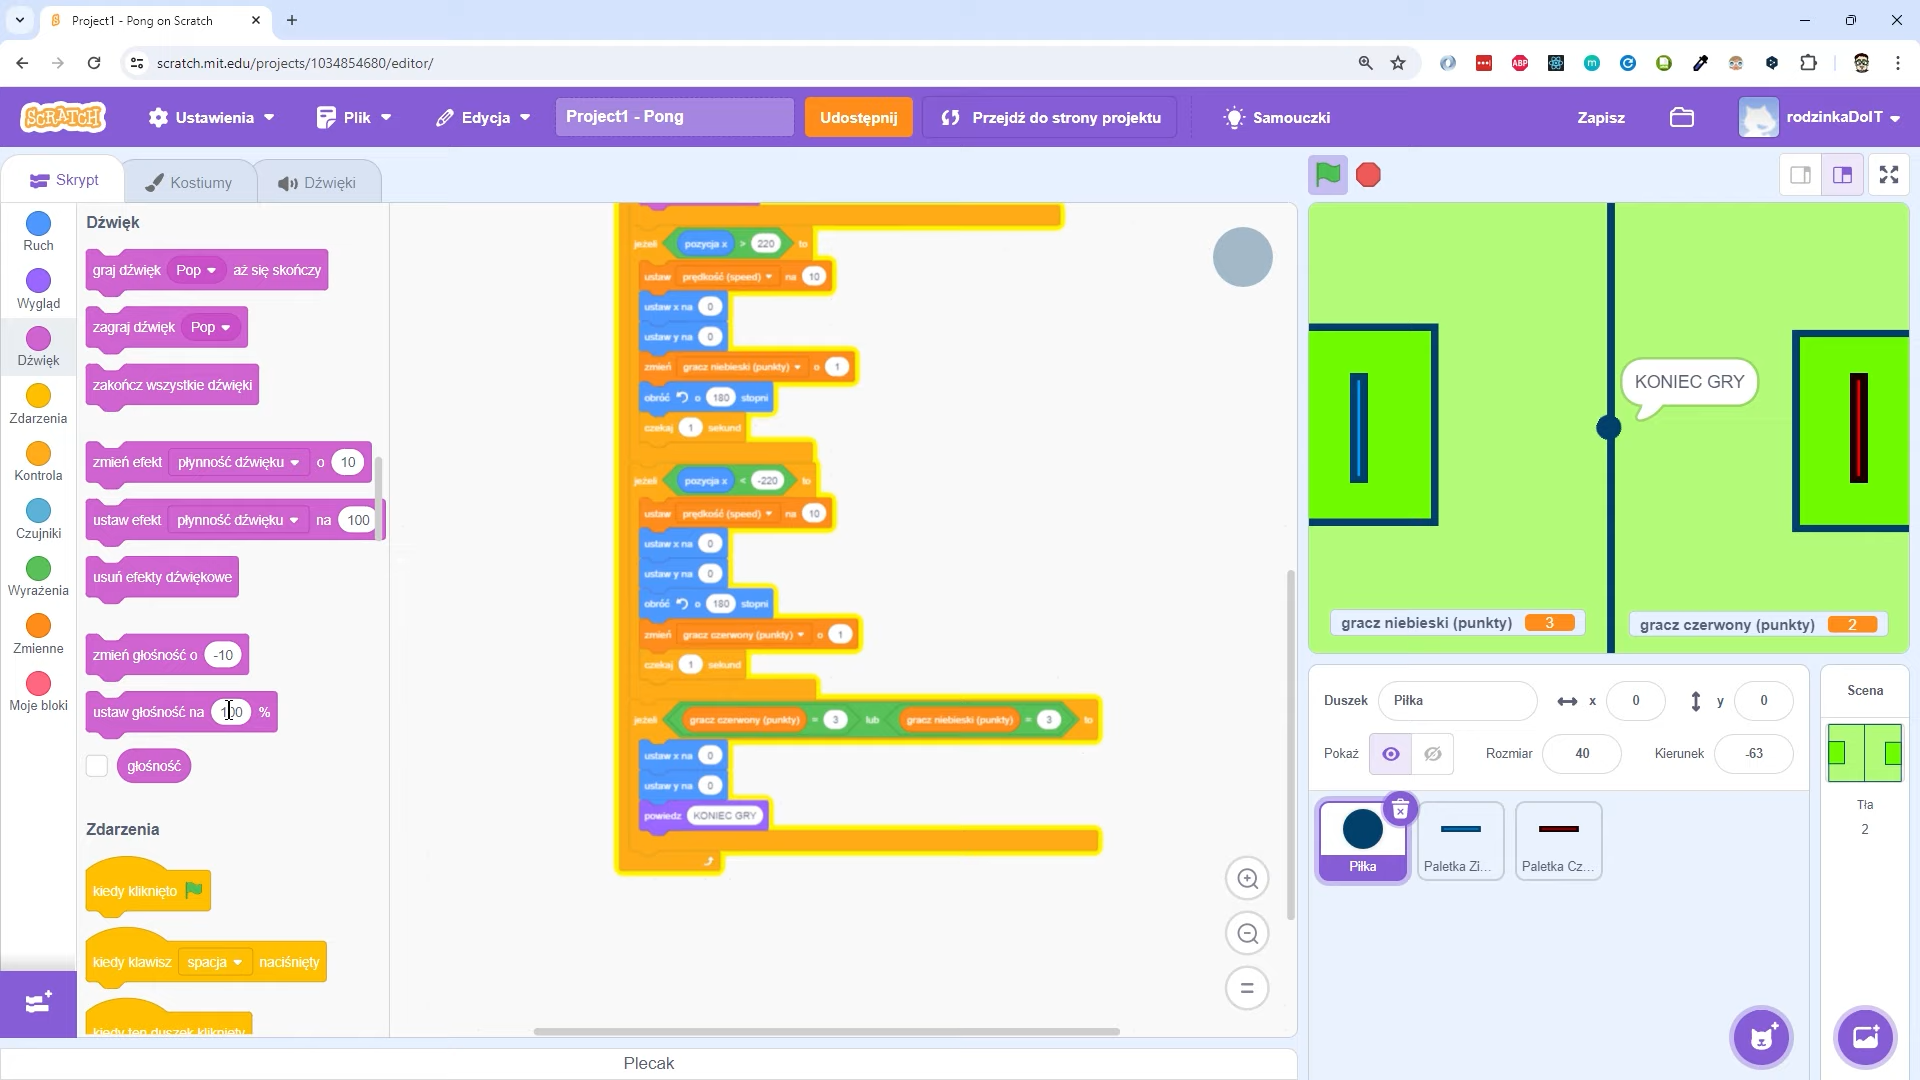 Project1 - Pong on Scratch
scratch.mit.edu/projects/1034854680/editor/
ABP
SCRATCH
Ustawienia
Plik
Edycja
Project1 - Pong
Udostępnij
Przejdź do strony projektu
Samouczki
Zapisz
rodzinkaDoIT
Skrypt
Kostiumy
Dźwięki
Ruch
Wygląd
Dźwięk
Zdarzenia
Kontrola
Czujniki
Wyrażenia
Zmienne
Moje bloki
Dźwięk
graj dźwięk Pop aż się skończy
zagraj dźwięk Pop
zakończ wszystkie dźwięki
zmień efekt płynność dźwięku o 10
ustaw efekt płynność dźwięku na 100
usuń efekty dźwiękowe
zmień głośność o -10
ustaw głośność na 100 %
głośność
Zdarzenia
kiedy kliknięto
kiedy klawisz spacja naciśnięty
kiedy ten duszek kliknięty
jeżeli pozycja x > 220 to
ustaw prędkość (speed) na 10
ustaw x na 0
ustaw y na 0
zmień gracz niebieski (punkty) o 1
obróć o 180 stopni
czekaj 1 sekund
jeżeli pozycja x < -220 to
ustaw prędkość (speed) na 10
ustaw x na 0
ustaw y na 0
obróć o 180 stopni
zmień gracz czerwony (punkty) o 1
czekaj 1 sekund
jeżeli gracz czerwony (punkty) = 3 lub gracz niebieski (punkty) = 3 to
ustaw x na 0
ustaw y na 0
powiedz KONIEC GRY
KONIEC GRY
gracz niebieski (punkty) 3
gracz czerwony (punkty) 2
Duszek Piłka x 0 y 0
Pokaż Rozmiar 40 Kierunek -63
Piłka
Paletka Zi...
Paletka Cz...
Scena
Tła
2
Plecak